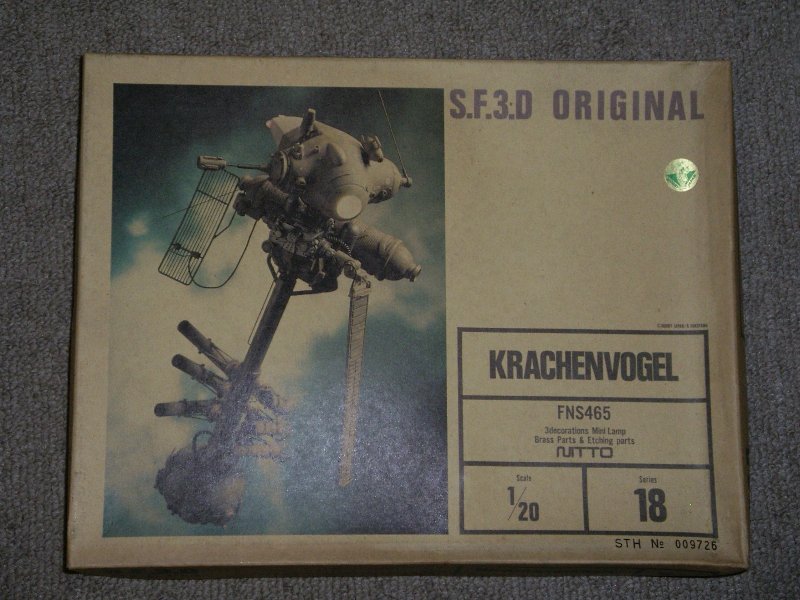 S.F.3.D ORIGINAL
KRACHENVOGEL
FNS465
3decorations Mini Lamp
Brass Parts & Etching parts
NITTO
Scale
1/20
Series
18
STH № 009726